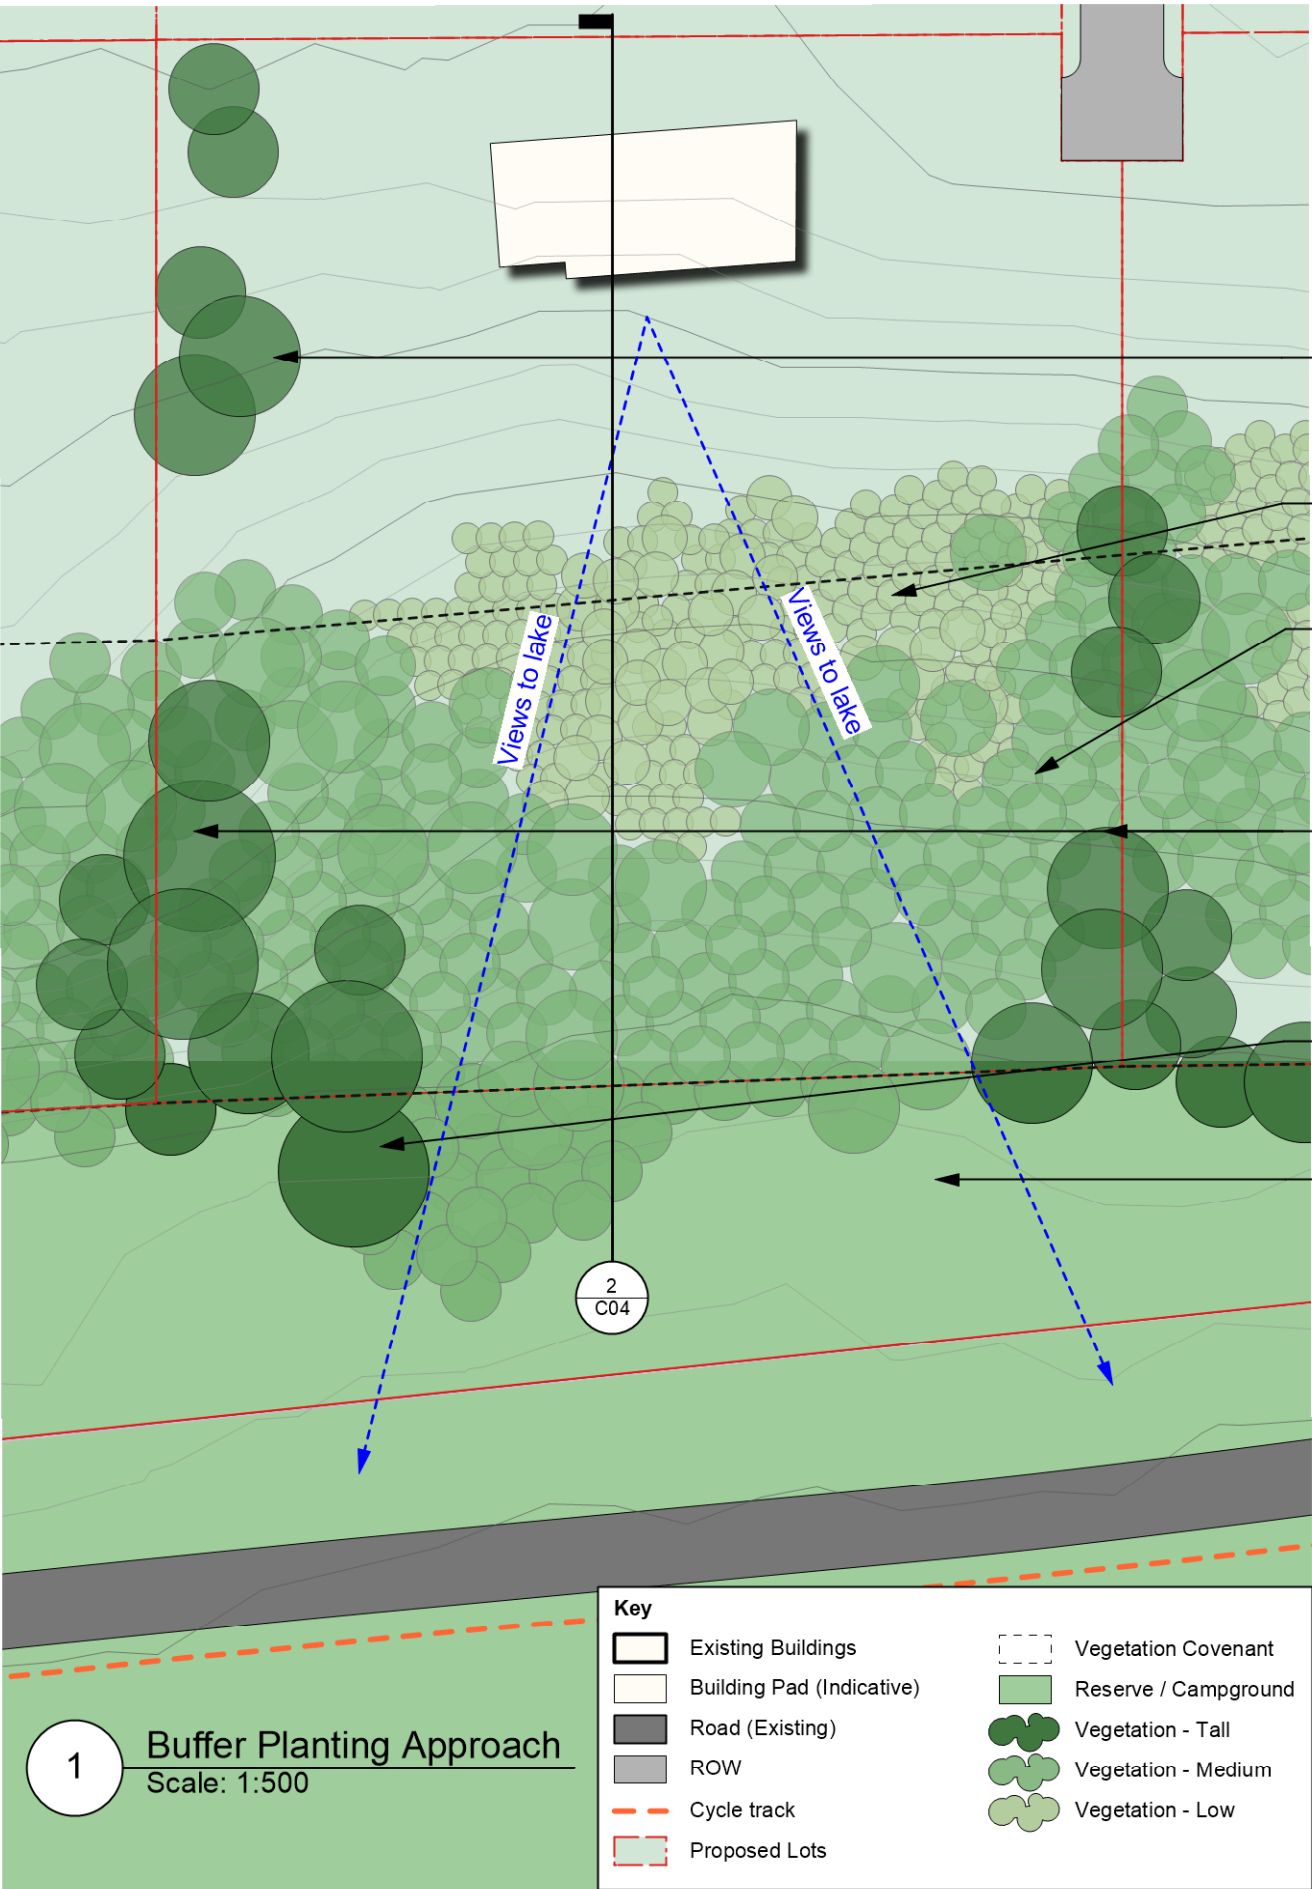 Views to lake
Views to lake
2
C04
Key
Existing Buildings
Building Pad (Indicative)
Road (Existing)
ROW
Cycle track
Proposed Lots
Vegetation Covenant
Reserve / Campground
Vegetation - Tall
Vegetation - Medium
Vegetation - Low
1
Buffer Planting Approach
Scale: 1:500